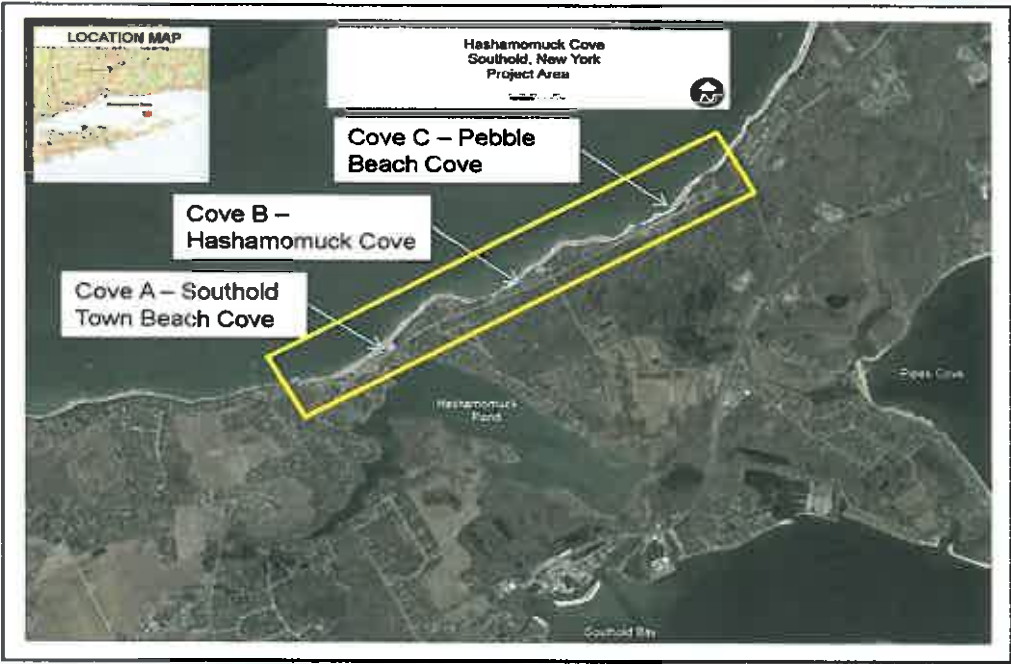 LOCATION MAP
Hashamomuck Cove
Southold, New York
Project Area
Cove C – Pebble
Beach Cove
Cove B –
Hashamomuck Cove
Cove A – Southold
Town Beach Cove
Hashamomuck
Pond
Pipes Cove
Southold Bay